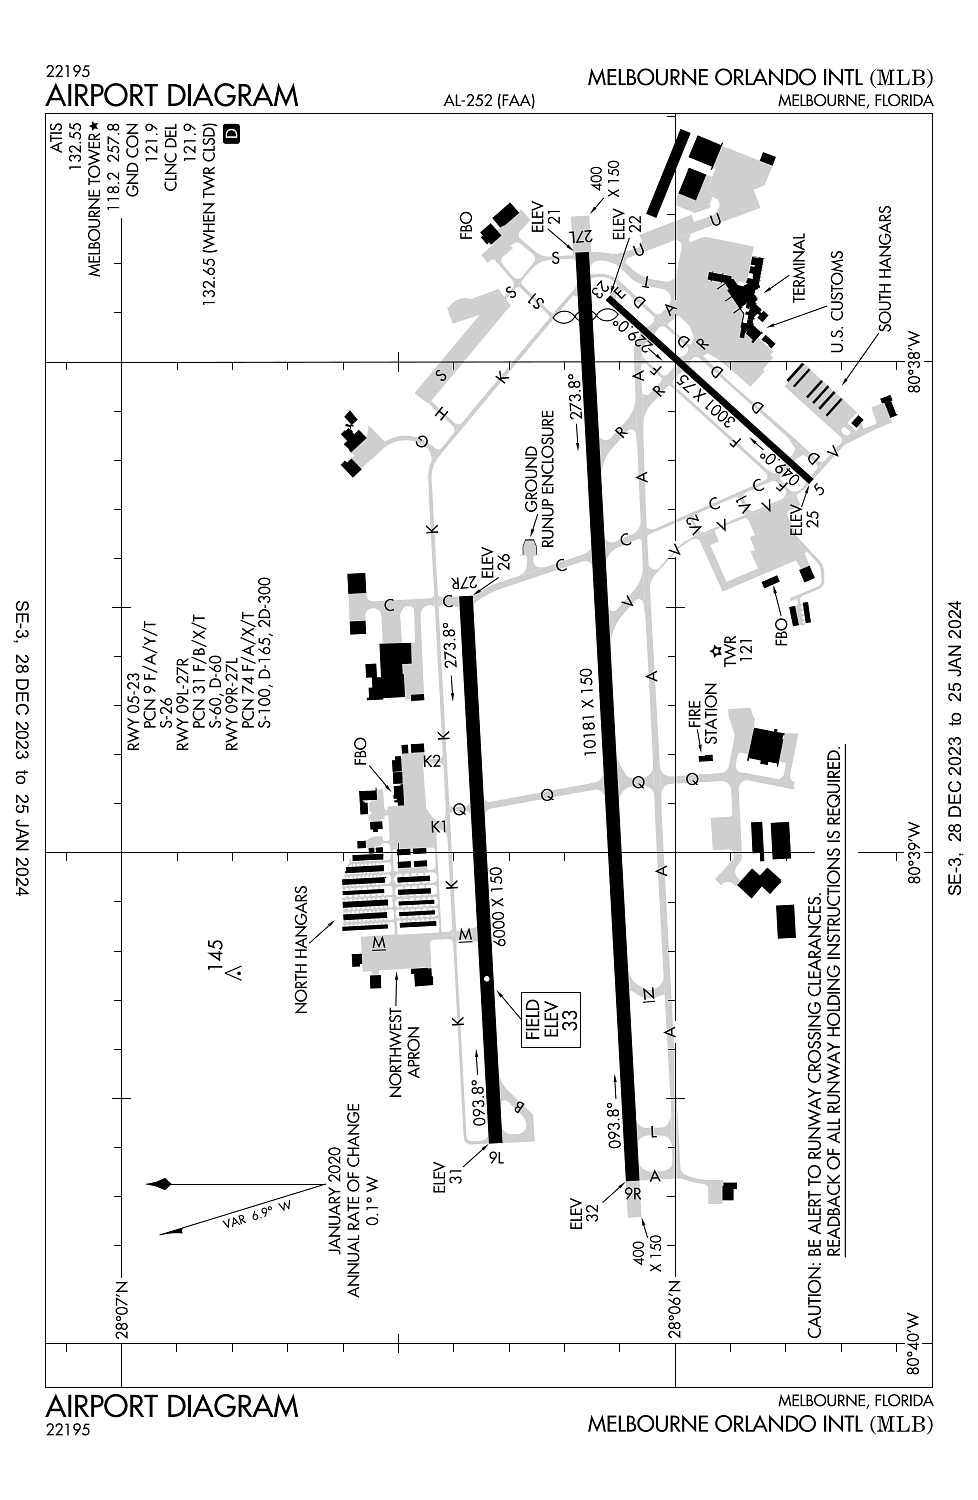 22195
AIRPORT DIAGRAM
AL-252 (FAA)
MELBOURNE ORLANDO INTL (MLB)
MELBOURNE, FLORIDA
ATIS
132.55
MELBOURNE TOWER★
118.2 257.8
GND CON
121.9
CLNC DEL
121.9
132.65 (WHEN TWR CLSD)
D
RWY 05-23
PCN 9 F/A/Y/T
S-26
RWY 09L-27R
PCN 31 F/B/X/T
S-60, D-60
RWY 09R-27L
PCN 74 F/A/X/T
S-100, D-165, 2D-300
FBO
ELEV
21
400
X 150
27L
ELEV
22
23
U
U
T
E
D
A
S
S1
S
S
H
G
K
K
229.0°
F
D
R
D
D
TERMINAL
U.S. CUSTOMS
SOUTH HANGARS
80°38'W
273.8°
A
R
R
A
3001 X 75
F
049.0°
D
V
5
ELEV
25
F
C
V
C
V1
V
V2
V
GROUND
RUNUP ENCLOSURE
C
C
V
27R
ELEV
26
C
C
273.8°
FBO
TWR
121
A
10181 X 150
FIRE
STATION
FBO
K
K2
K1
Q
Q
Q
Q
80°39'W
A
K
6000 X 150
NORTH HANGARS
M
M
145
NORTHWEST
APRON
K
FIELD
ELEV
33
N
A
093.8°
B
9L
ELEV
31
093.8°
L
A
9R
ELEV
32
400
X 150
JANUARY 2020
ANNUAL RATE OF CHANGE
0.1° W
VAR 6.9° W
28°07'N
28°06'N
80°40'W
CAUTION: BE ALERT TO RUNWAY CROSSING CLEARANCES.
READBACK OF ALL RUNWAY HOLDING INSTRUCTIONS IS REQUIRED.
SE-3, 28 DEC 2023 to 25 JAN 2024
SE-3, 28 DEC 2023 to 25 JAN 2024
AIRPORT DIAGRAM
22195
MELBOURNE, FLORIDA
MELBOURNE ORLANDO INTL (MLB)